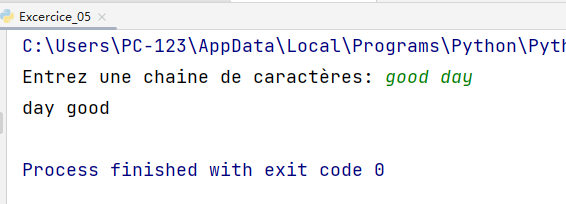 Excercice_05
C:\Users\PC-123\AppData\Local\Programs\Python\Pyth
Entrez une chaine de caractères: good day
day good
Process finished with exit code 0